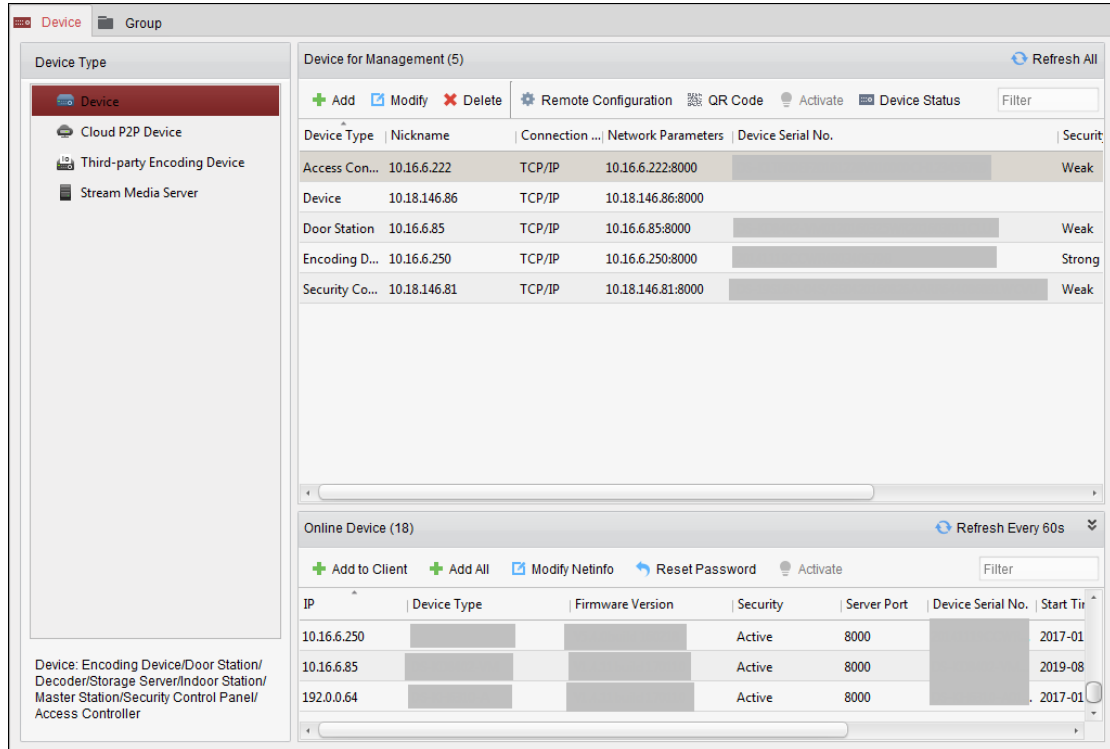 Device Group
Device Type
Device
Cloud P2P Device
Third-party Encoding Device
Stream Media Server
Device: Encoding Device/Door Station/
Decoder/Storage Server/Indoor Station/
Master Station/Security Control Panel/
Access Controller
Device for Management (5) Refresh All
Add Modify Delete Remote Configuration QR Code Activate Device Status Filter
Device Type Nickname Connection ... Network Parameters Device Serial No. Securit
Access Con... 10.16.6.222 TCP/IP 10.16.6.222:8000 Weak
Device 10.18.146.86 TCP/IP 10.18.146.86:8000
Door Station 10.16.6.85 TCP/IP 10.16.6.85:8000 Weak
Encoding D... 10.16.6.250 TCP/IP 10.16.6.250:8000 Strong
Security Co... 10.18.146.81 TCP/IP 10.18.146.81:8000 Weak
Online Device (18) Refresh Every 60s
Add to Client Add All Modify Netinfo Reset Password Activate Filter
IP Device Type Firmware Version Security Server Port Device Serial No. Start Tir
10.16.6.250 Active 8000 2017-01
10.16.6.85 Active 8000 2019-08
192.0.0.64 Active 8000 . 2017-01